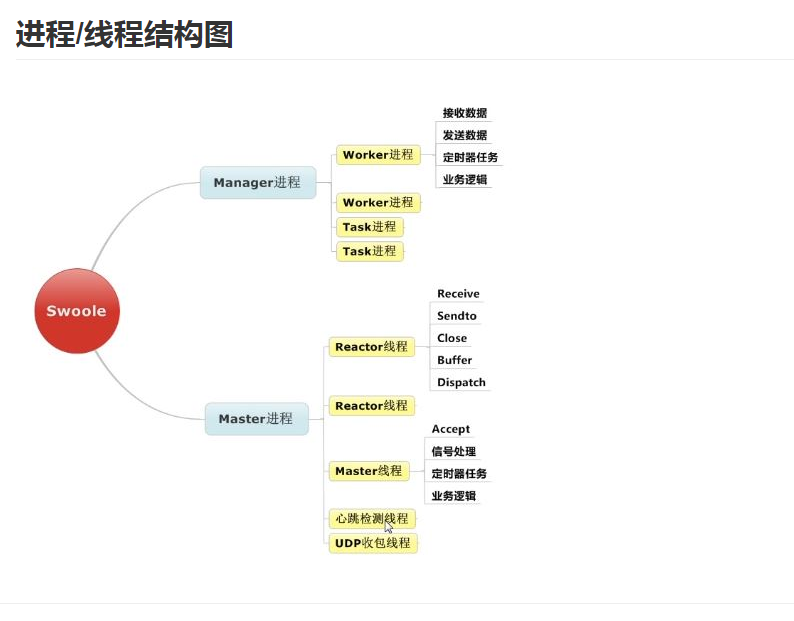 进程/线程结构图
Swoole
Manager进程
Worker进程
接收数据
发送数据
定时器任务
业务逻辑
Worker进程
Task进程
Task进程
Master进程
Reactor线程
Receive
Sendto
Close
Buffer
Dispatch
Reactor线程
Master线程
Accept
信号处理
定时器任务
业务逻辑
心跳检测线程
UDP收包线程